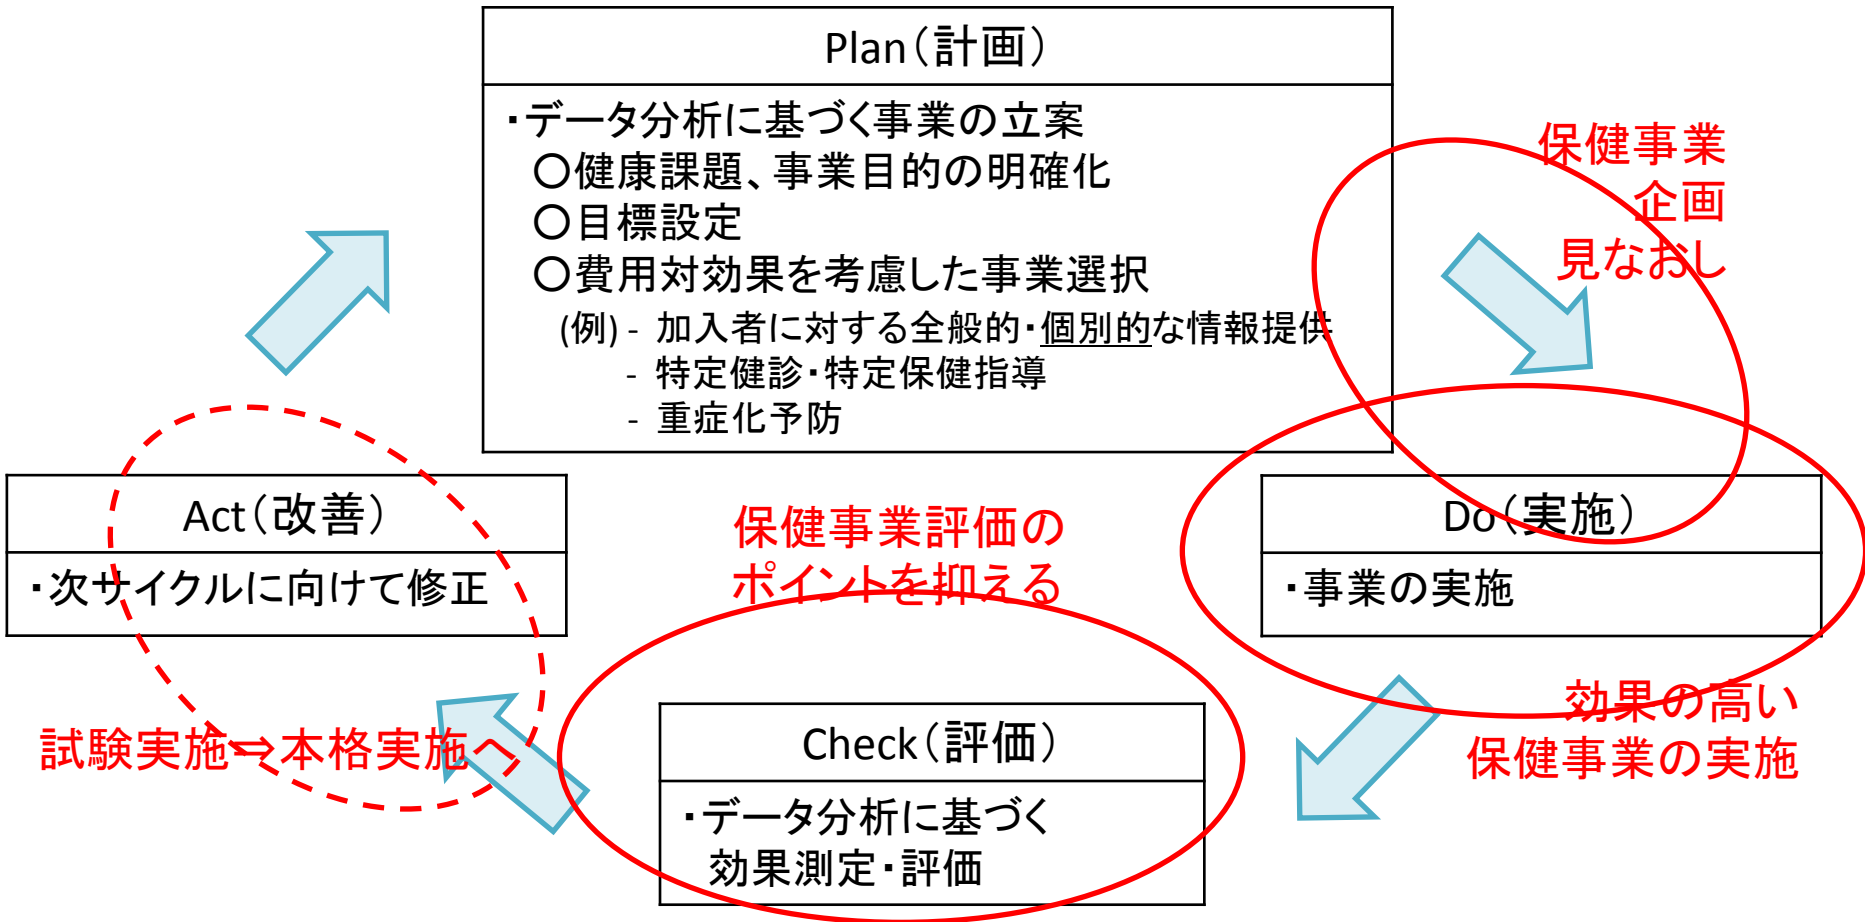 Plan（計画）
・データ分析に基づく事業の立案
○健康課題、事業目的の明確化
○目標設定
○費用対効果を考慮した事業選択
(例) - 加入者に対する全般的・個別的な情報提供
- 特定健診・特定保健指導
- 重症化予防
保健事業
企画
見なおし
Act（改善）
・次サイクルに向けて修正
保健事業評価の
ポイントを抑える
Do（実施）
・事業の実施
試験実施⇒本格実施へ
Check（評価）
・データ分析に基づく
効果測定・評価
効果の高い
保健事業の実施